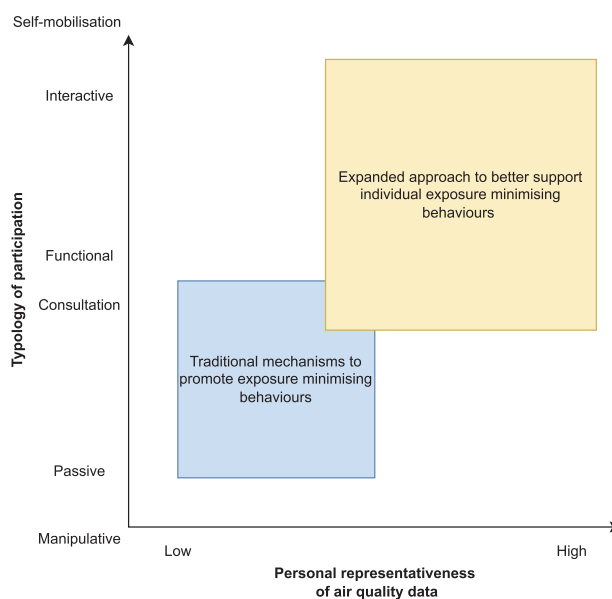 Self-mobilisation
Interactive
Functional
Consultation
Passive
Manipulative
Typology of participation
Expanded approach to better support
individual exposure minimising
behaviours
Traditional mechanisms to
promote exposure minimising
behaviours
Low
High
Personal representativeness
of air quality data